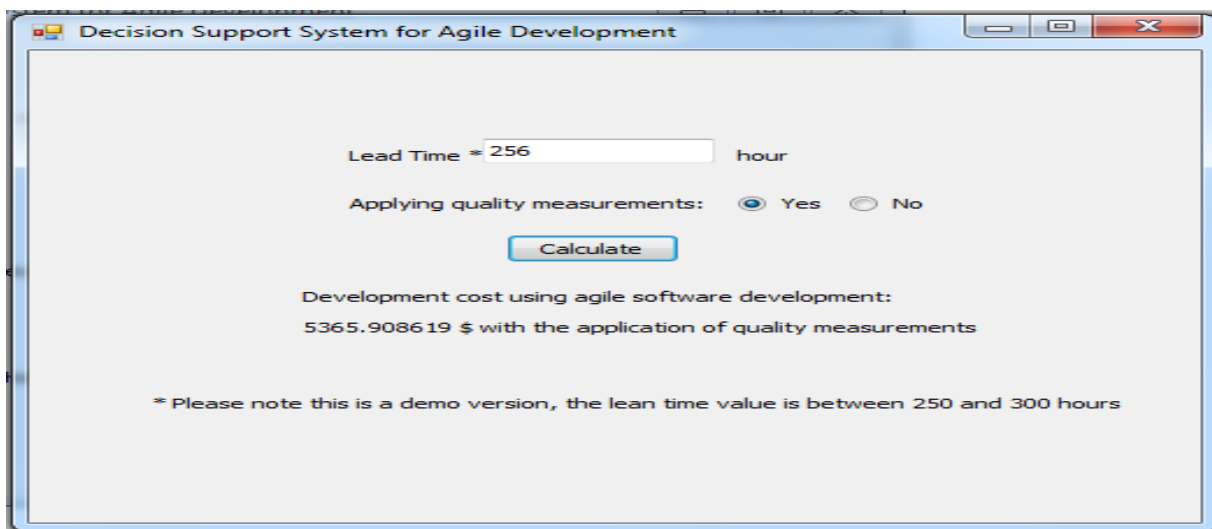 Decision Support System for Agile Development
Lead Time * 256 hour
Applying quality measurements: Yes No
Calculate
Development cost using agile software development:
5365.908619 $ with the application of quality measurements
* Please note this is a demo version, the lean time value is between 250 and 300 hours